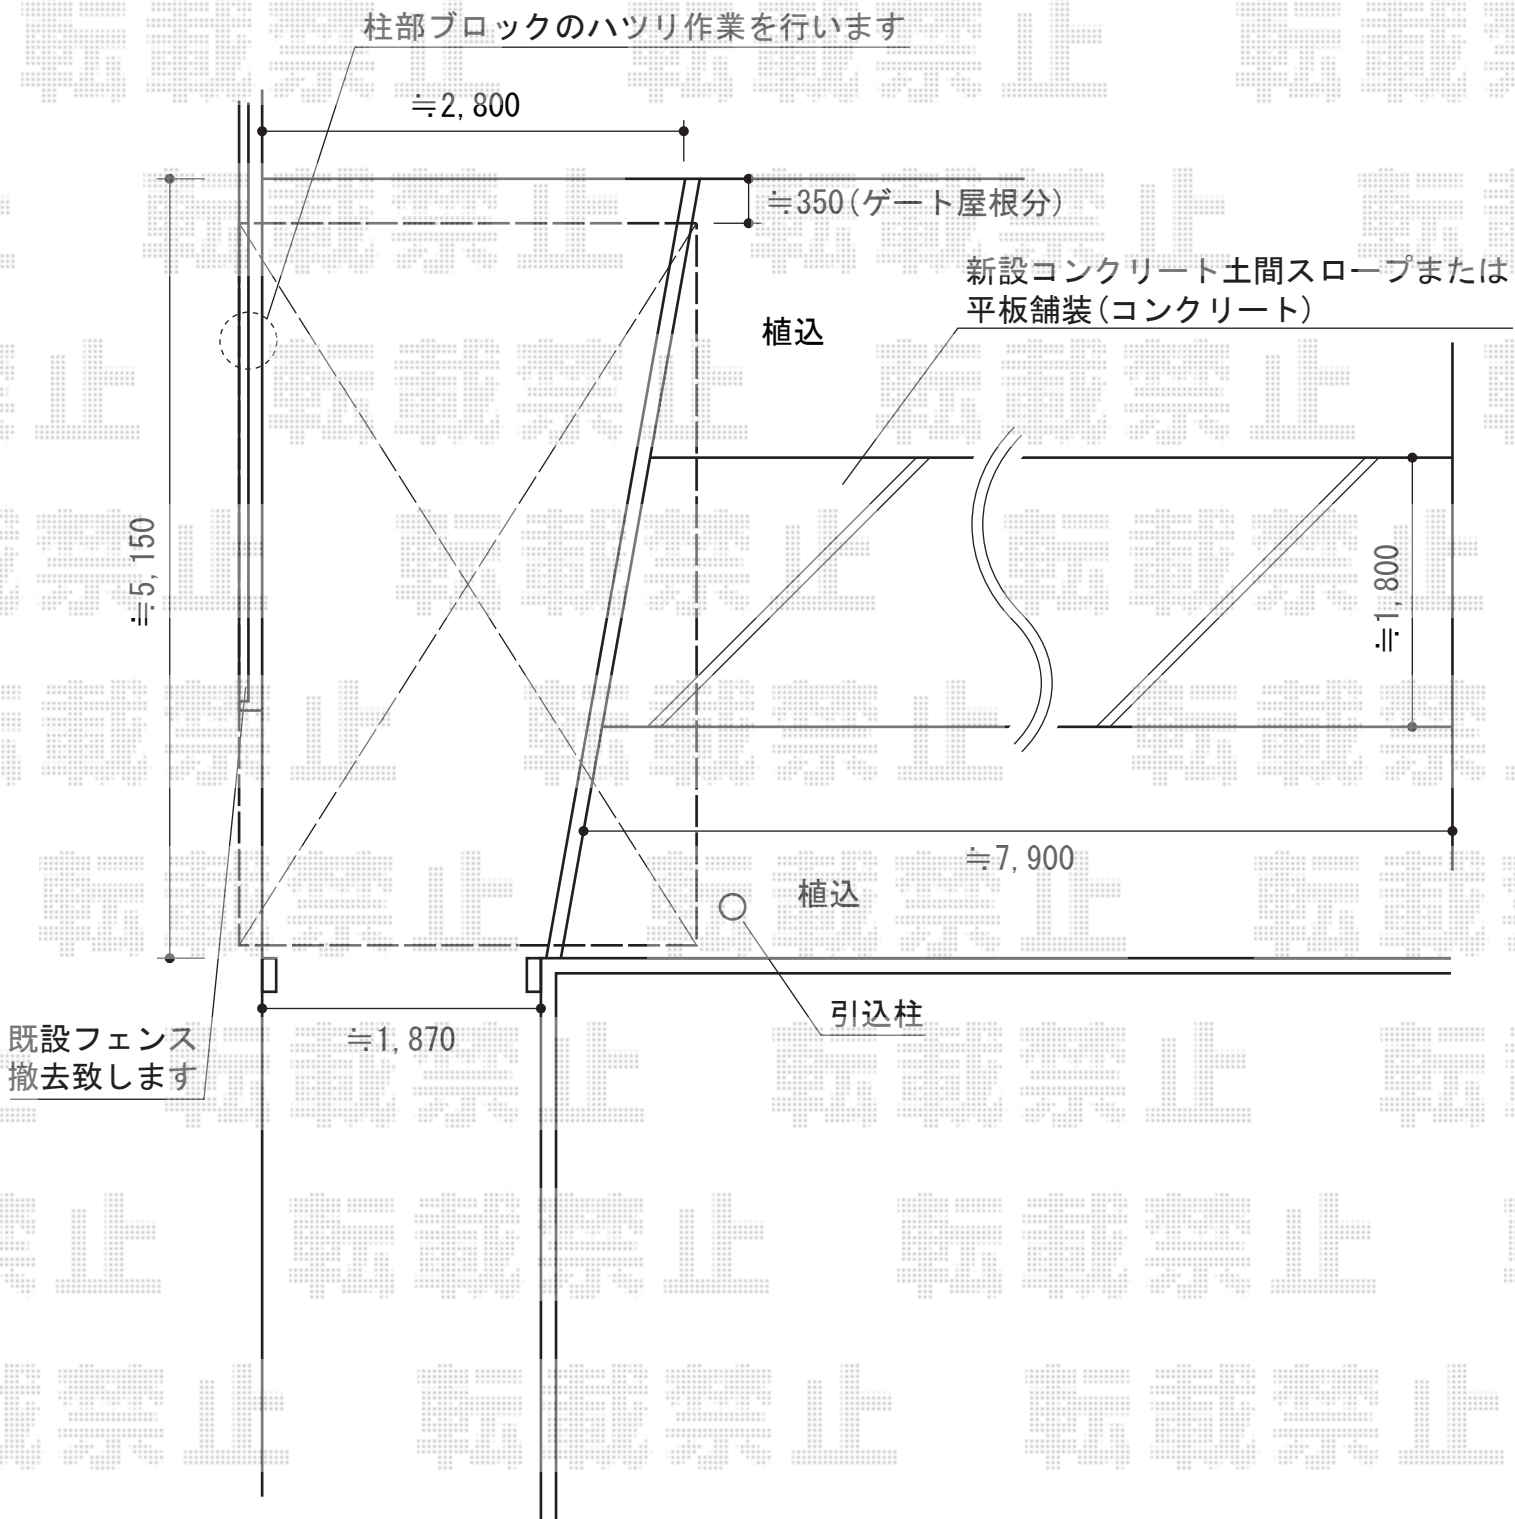 柱部ブロックのハツリ作業を行います
≒2,800
≒350(ゲート屋根分)
新設コンクリート土間スロープまたは
平板舗装(コンクリート)
植込
≒5,150
≒1,800
≒7,900
植込
引込柱
≒1,870
既設フェンス
撤去致します
転載禁止